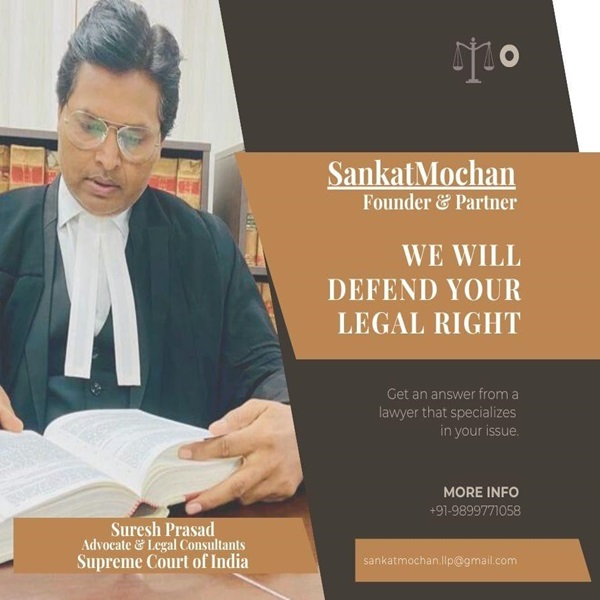 SankatMochan
Founder & Partner
WE WILL
DEFEND YOUR
LEGAL RIGHT
Get an answer from a
lawyer that specializes
in your issue.
MORE INFO
+91-9899771058
sankatmochan.llp@gmail.com
Suresh Prasad
Advocate & Legal Consultants
Supreme Court of India